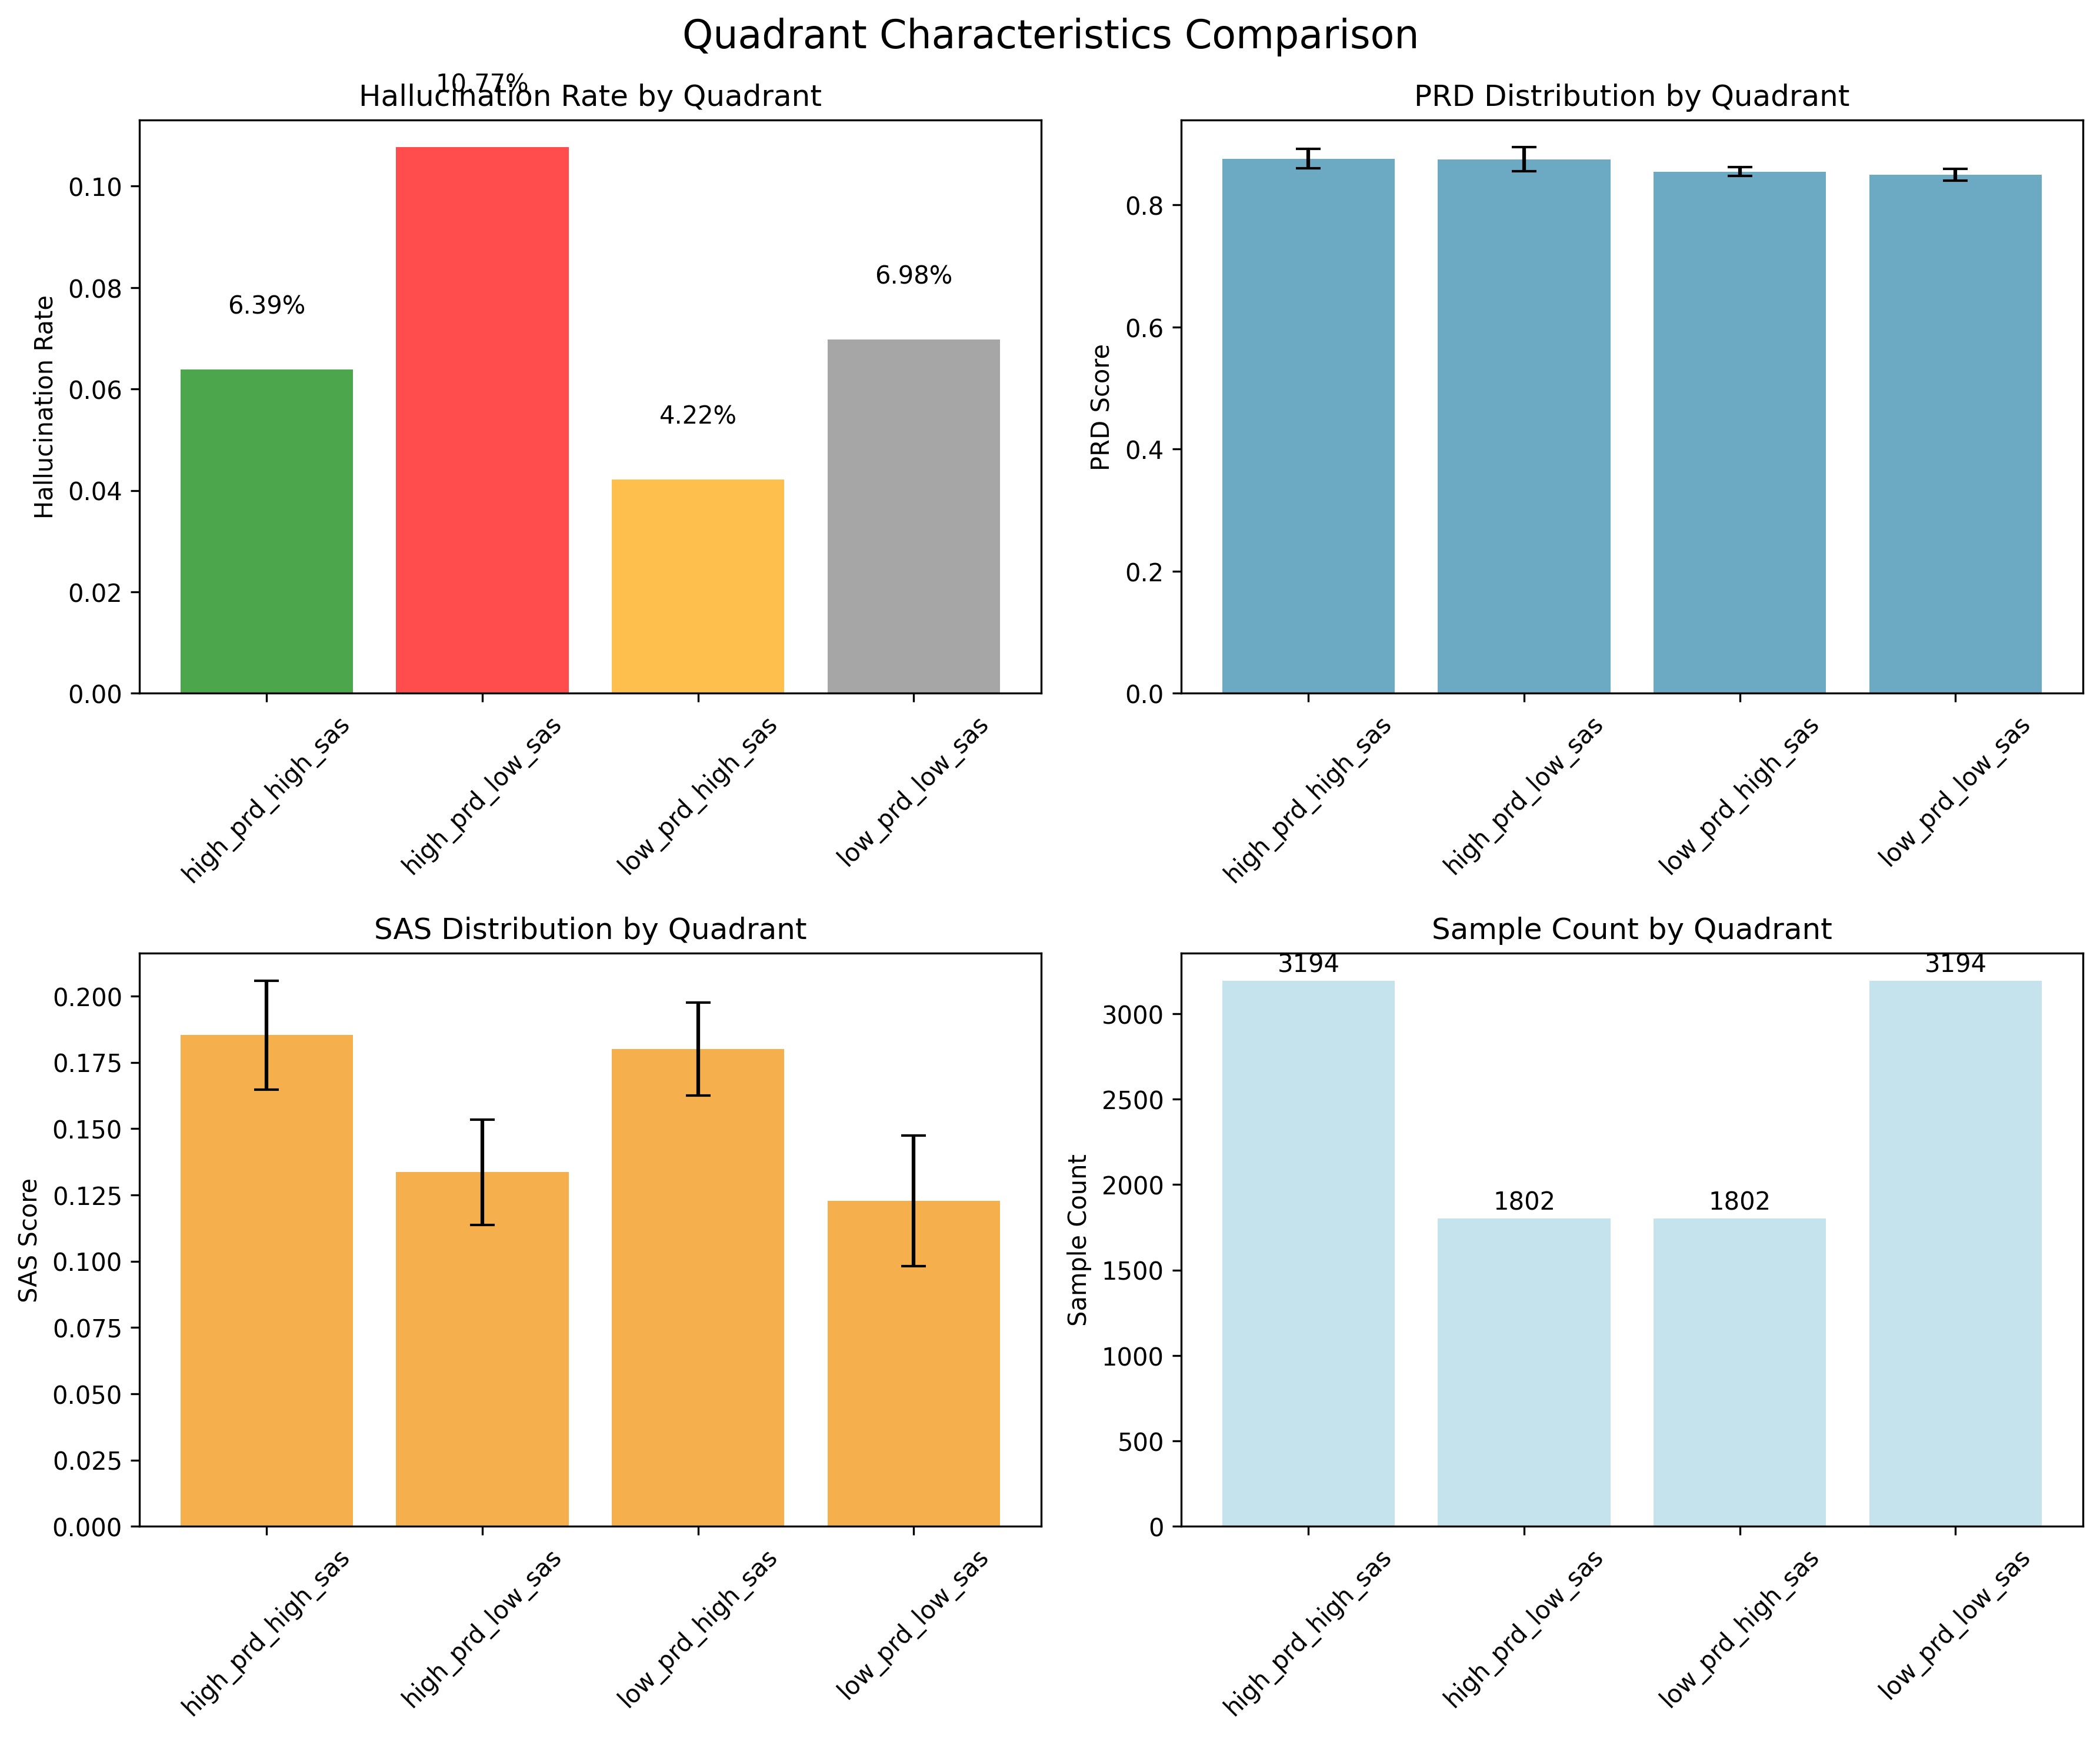 Quadrant Characteristics Comparison
Hallucination Rate by Quadrant
10.77%
6.39%
4.22%
6.98%
Hallucination Rate
0.10
0.08
0.06
0.04
0.02
0.00
high_prd_high_sas
high_prd_low_sas
low_prd_high_sas
low_prd_low_sas
PRD Distribution by Quadrant
PRD Score
0.8
0.6
0.4
0.2
0.0
high_prd_high_sas
high_prd_low_sas
low_prd_high_sas
low_prd_low_sas
SAS Distribution by Quadrant
SAS Score
0.200
0.175
0.150
0.125
0.100
0.075
0.050
0.025
0.000
high_prd_high_sas
high_prd_low_sas
low_prd_high_sas
low_prd_low_sas
Sample Count by Quadrant
3194
1802
1802
3194
Sample Count
3000
2500
2000
1500
1000
500
0
high_prd_high_sas
high_prd_low_sas
low_prd_high_sas
low_prd_low_sas